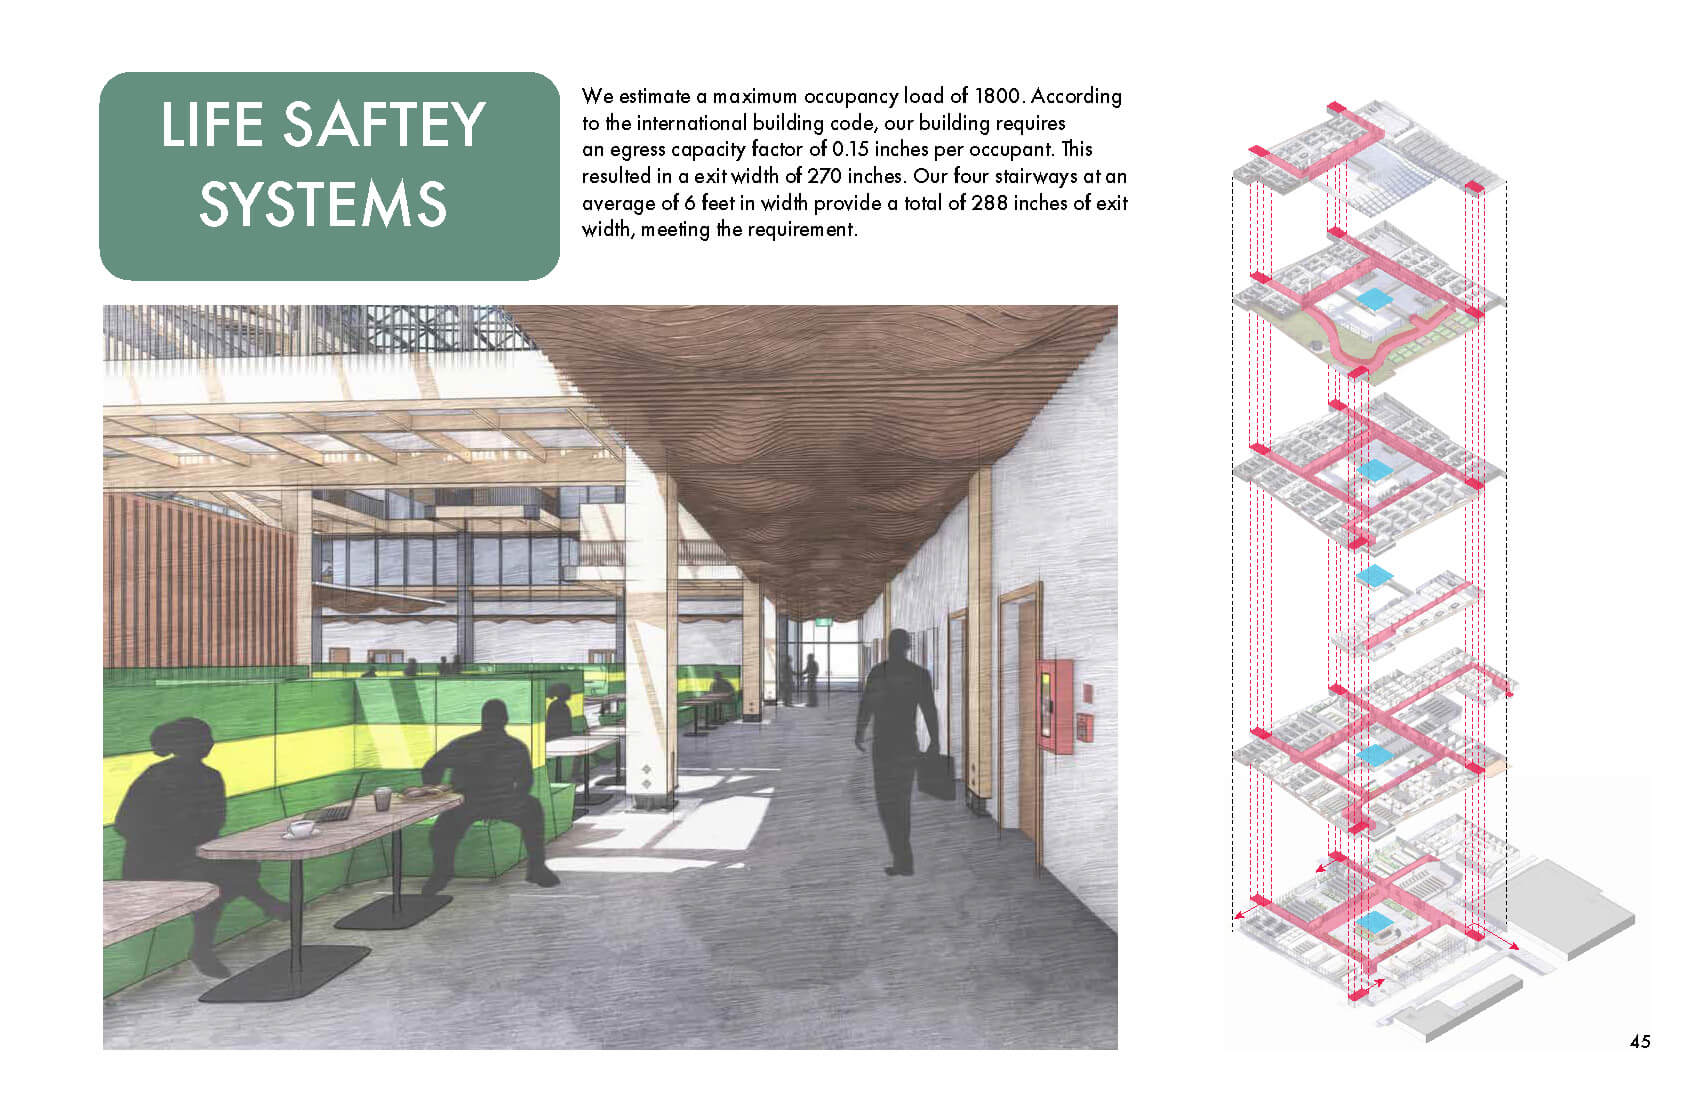 LIFE SAFTEY
SYSTEMS
We estimate a maximum occupancy load of 1800. According
to the international building code, our building requires
an egress capacity factor of 0.15 inches per occupant. This
resulted in a exit width of 270 inches. Our four stairways at an
average of 6 feet in width provide a total of 288 inches of exit
width, meeting the requirement.
45